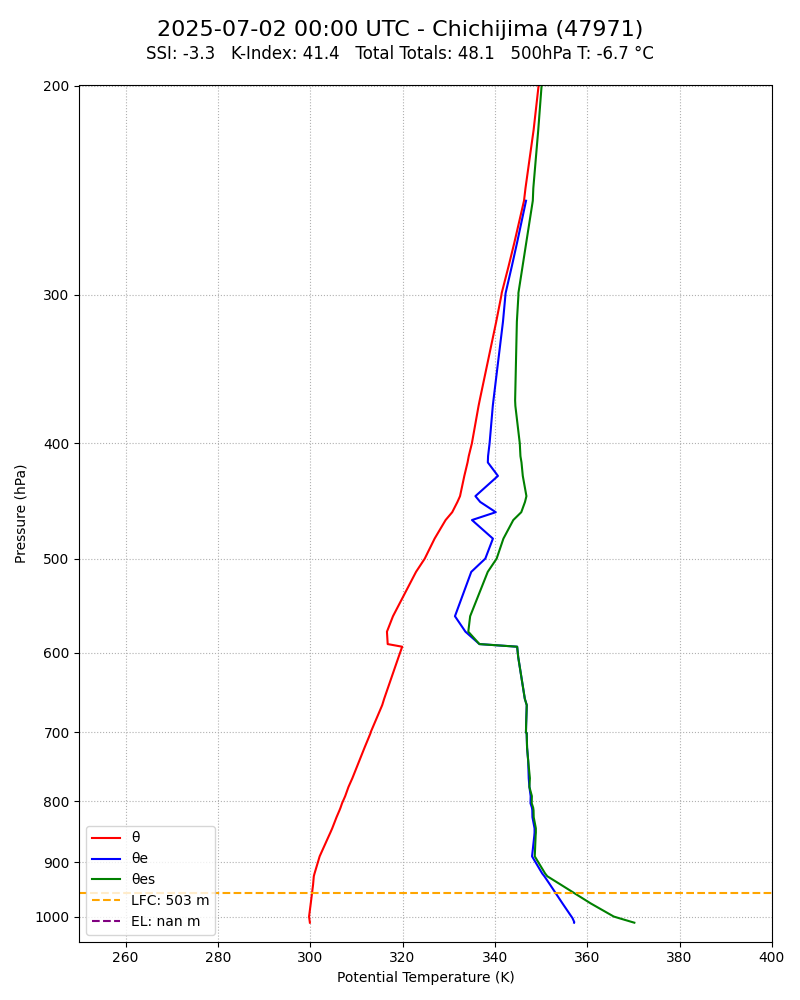 2025-07-02 00:00 UTC - Chichijima (47971)
SSI: -3.3   K-Index: 41.4   Total Totals: 48.1   500hPa T: -6.7 °C
200
300
400
500
600
700
800
900
1000
Pressure (hPa)
θ
θe
θes
LFC: 503 m
EL: nan m
260
280
300
320
340
360
380
400
Potential Temperature (K)